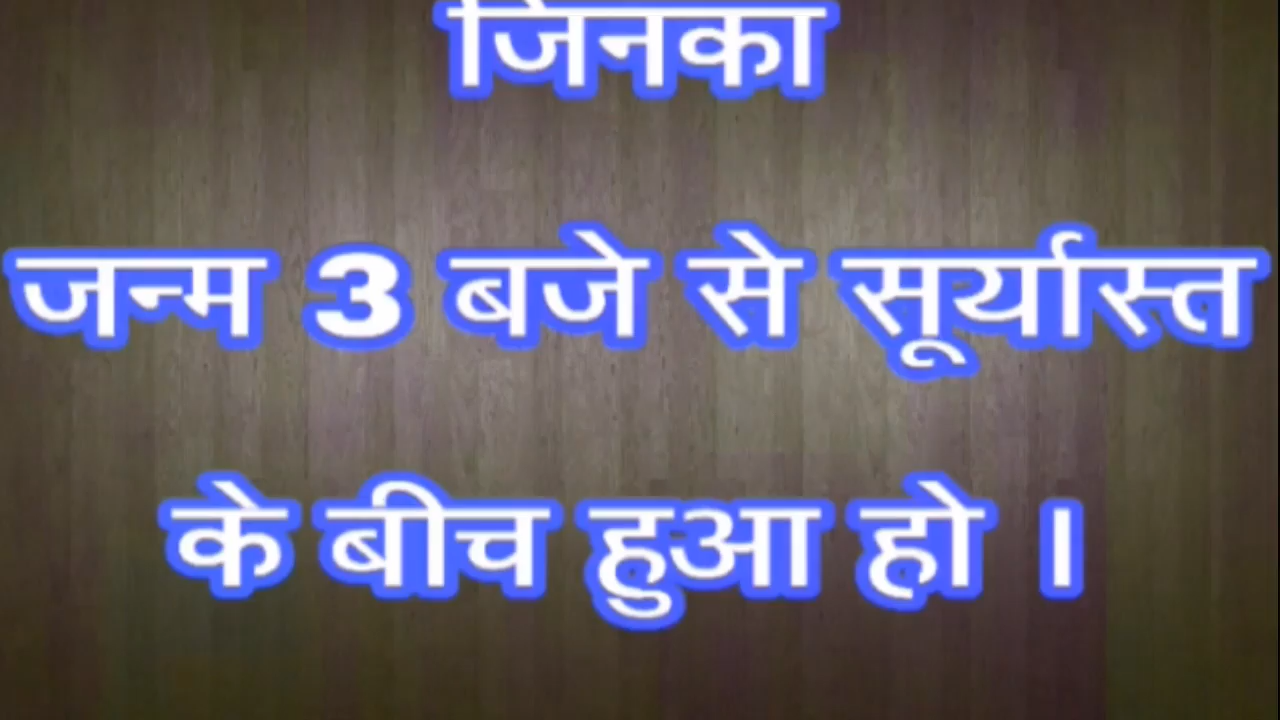 जिनका
जन्म 3 बजे से सूर्यास्त
के बीच हुआ हो ।